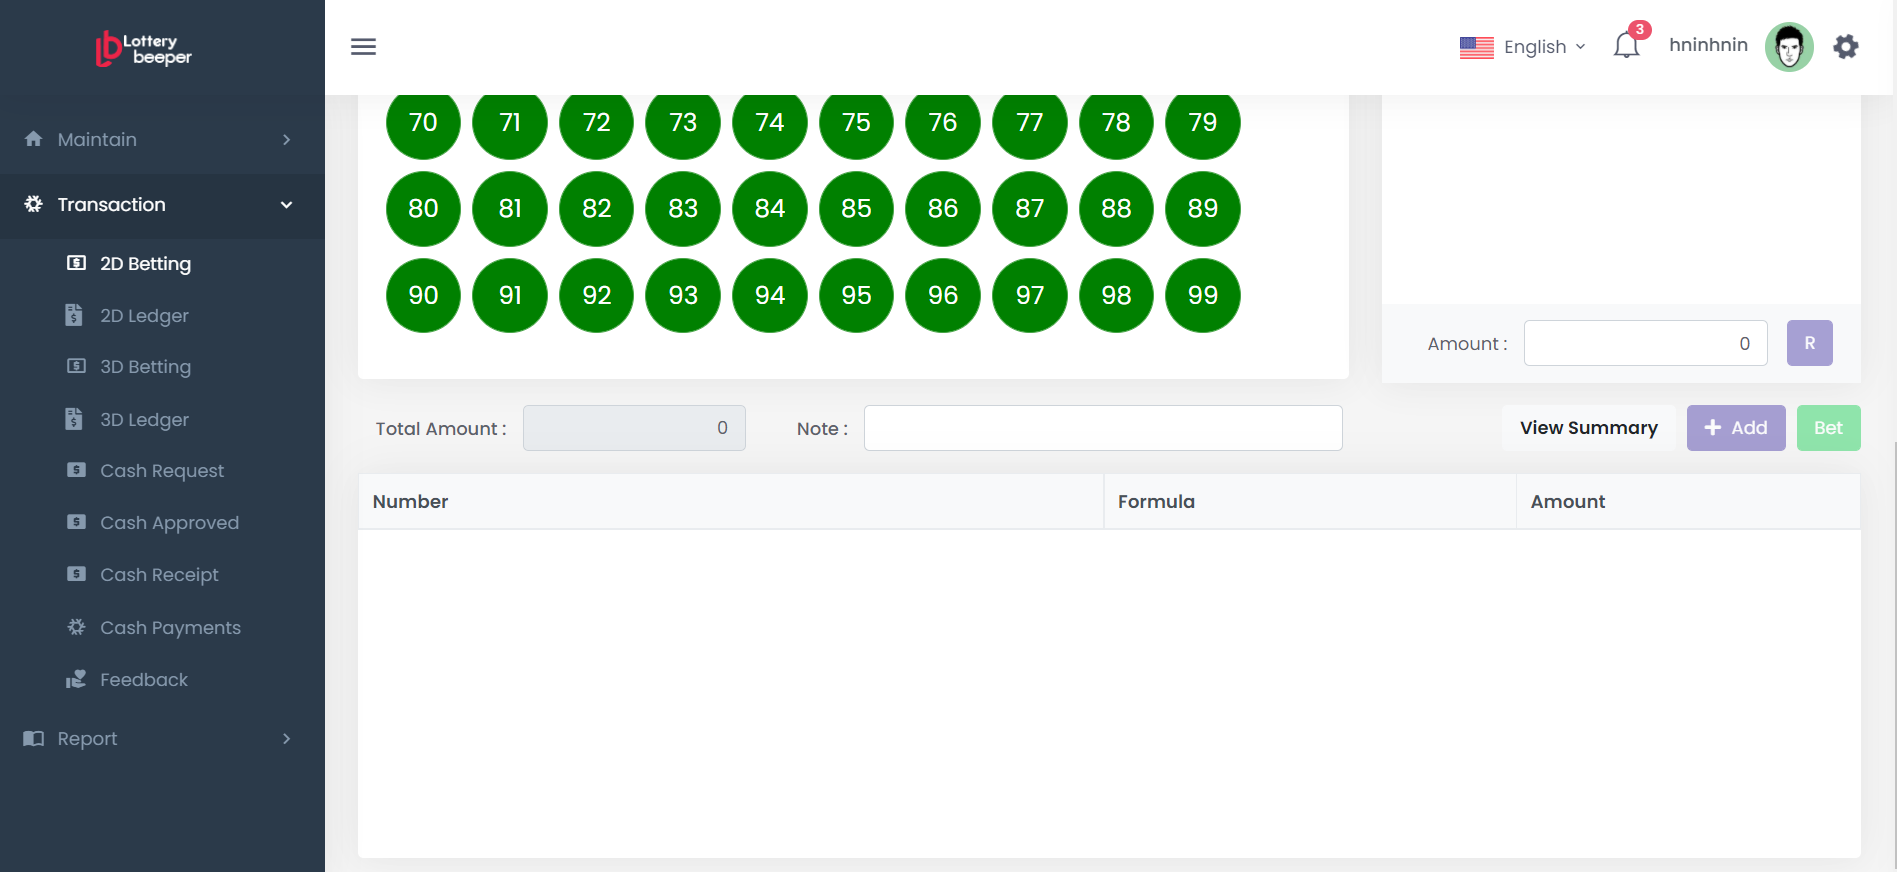 Lottery
beeper
English
3
hninhnin
Maintain
Transaction
2D Betting
2D Ledger
3D Betting
3D Ledger
Cash Request
Cash Approved
Cash Receipt
Cash Payments
Feedback
Report
70 71 72 73 74 75 76 77 78 79
80 81 82 83 84 85 86 87 88 89
90 91 92 93 94 95 96 97 98 99
Amount : 0 R
Total Amount : 0 Note : View Summary + Add Bet
Number Formula Amount